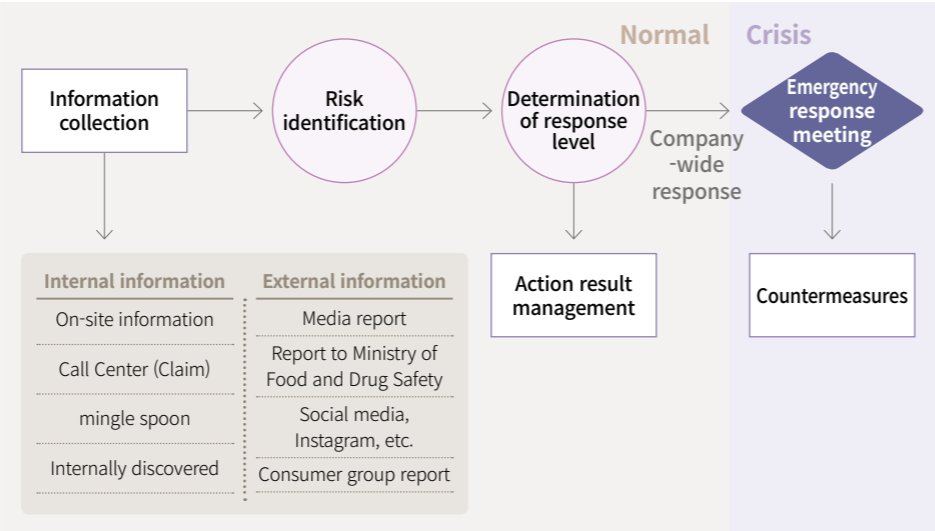 Normal
Crisis
Information
collection
Risk
identification
Determination
of response
level
Company
-wide
response
Emergency
response
meeting
Internal information
On-site information
Call Center (Claim)
mingle spoon
Internally discovered
External information
Media report
Report to Ministry of
Food and Drug Safety
Social media,
Instagram, etc.
Consumer group report
Action result
management
Countermeasures